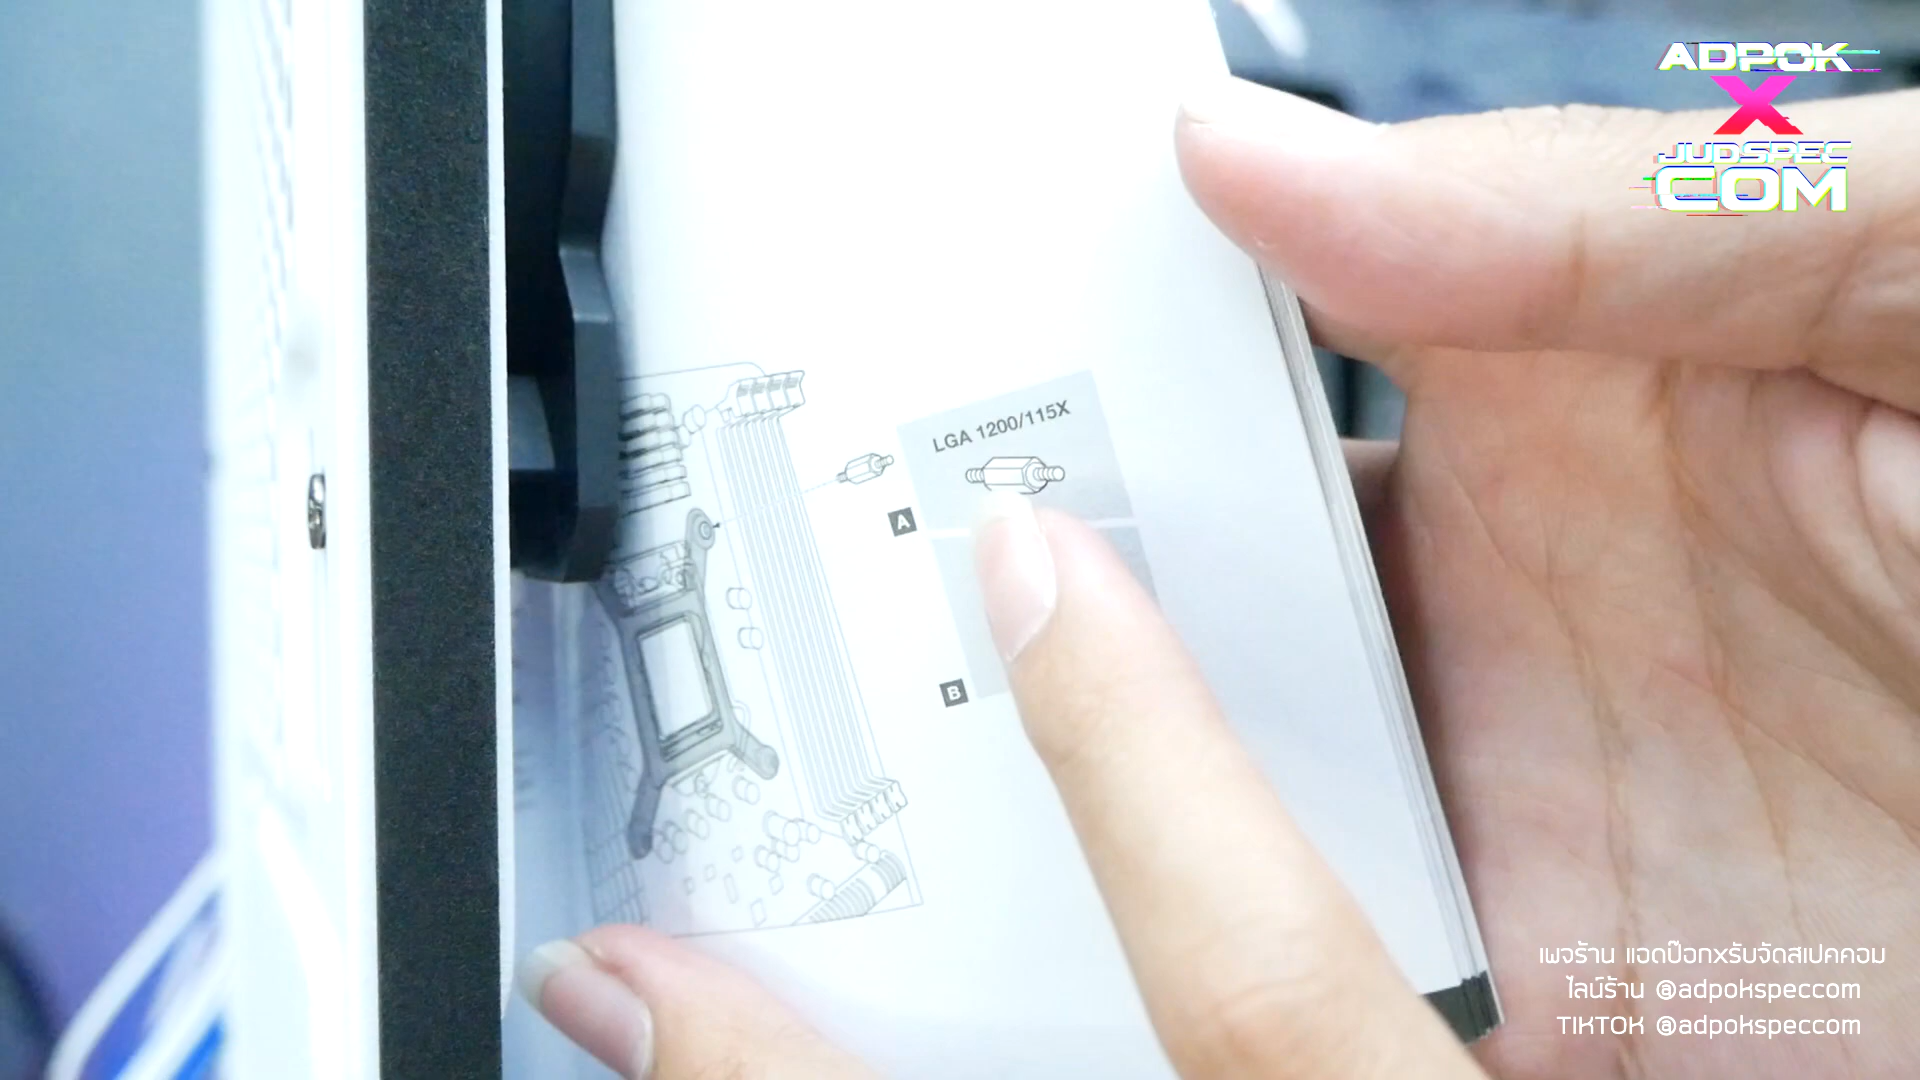 ADPOK
X
JUDSPEC
COM
LGA 1200/115X
A
B
เพจร้าน แอดป๊อกxรับจัดสเปคคอม
ไลน์ร้าน @adpokspeccom
TIKTOK @adpokspeccom